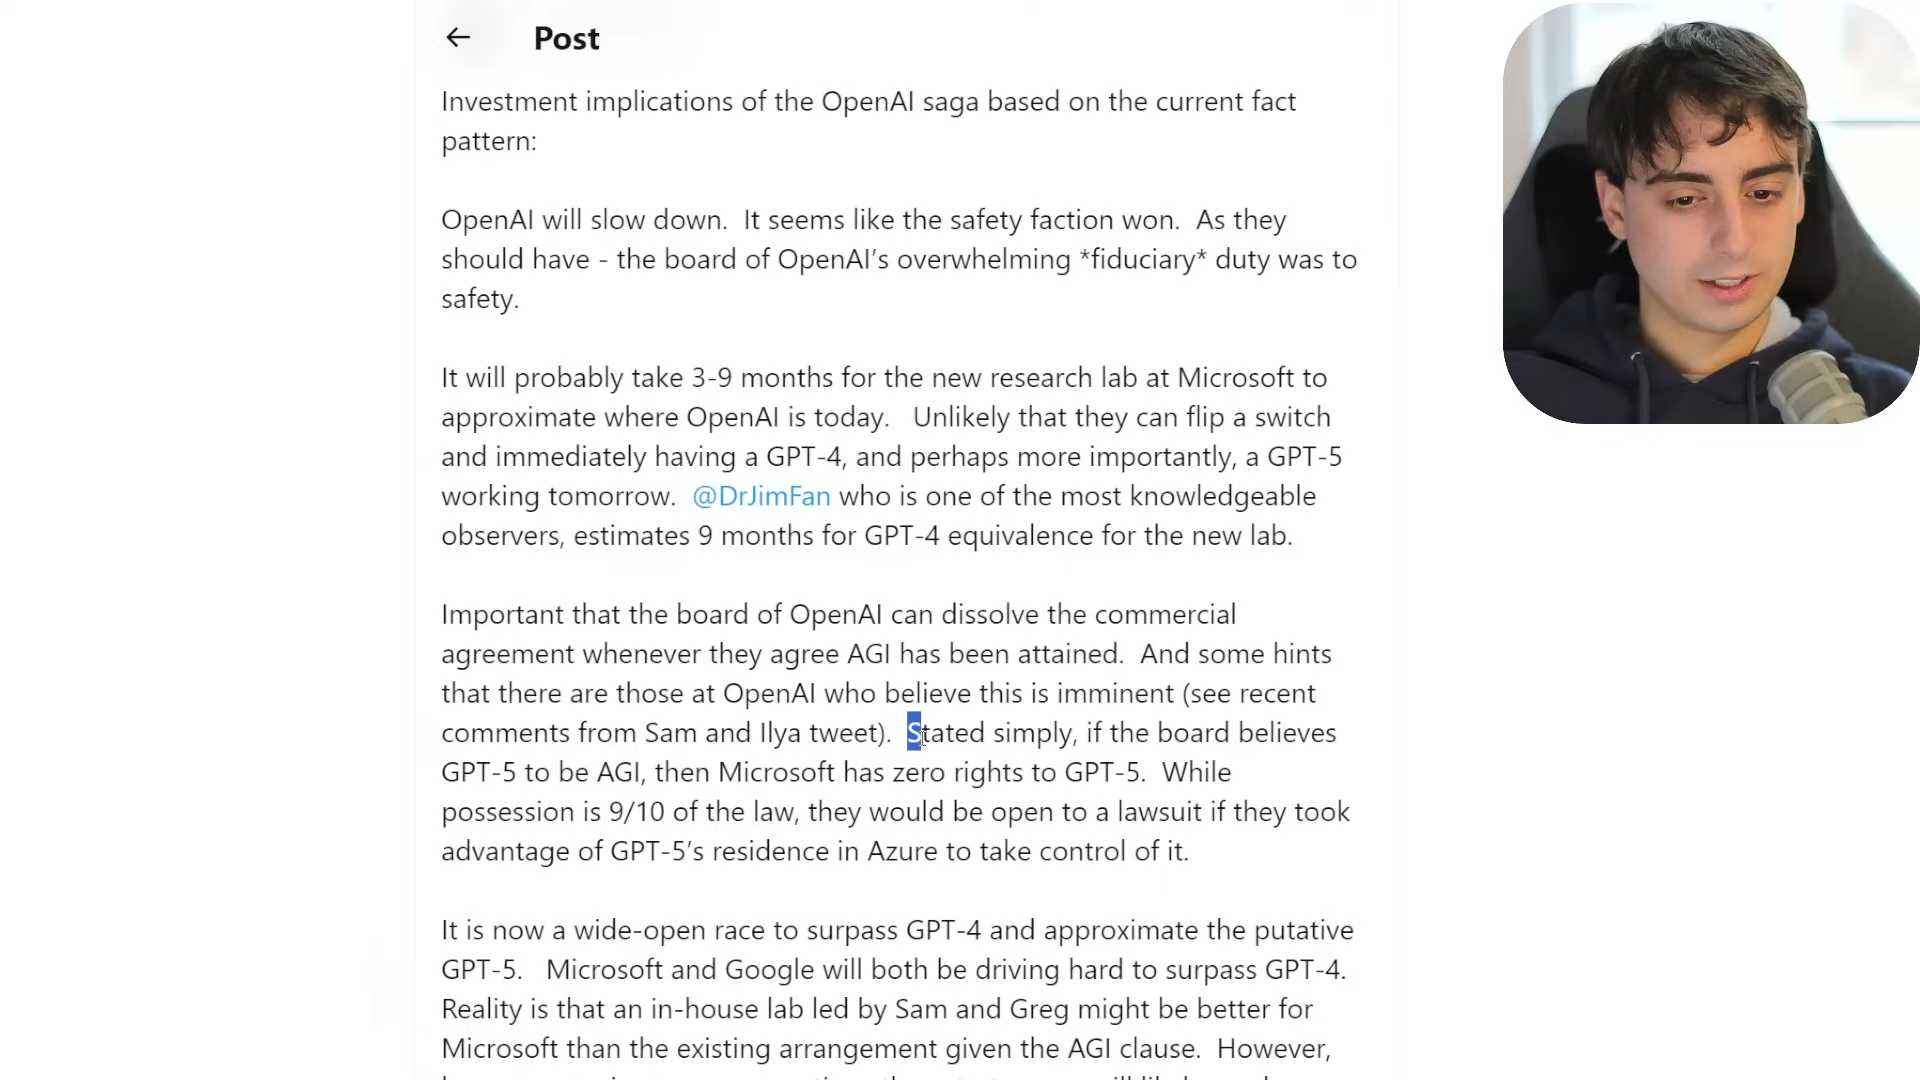 Post
Investment implications of the OpenAI saga based on the current fact
pattern:
OpenAI will slow down.  It seems like the safety faction won.  As they
should have - the board of OpenAI’s overwhelming *fiduciary* duty was to
safety.
It will probably take 3-9 months for the new research lab at Microsoft to
approximate where OpenAI is today.   Unlikely that they can flip a switch
and immediately having a GPT-4, and perhaps more importantly, a GPT-5
working tomorrow.  @DrJimFan who is one of the most knowledgeable
observers, estimates 9 months for GPT-4 equivalence for the new lab.
Important that the board of OpenAI can dissolve the commercial
agreement whenever they agree AGI has been attained.  And some hints
that there are those at OpenAI who believe this is imminent (see recent
comments from Sam and Ilya tweet).  Stated simply, if the board believes
GPT-5 to be AGI, then Microsoft has zero rights to GPT-5.  While
possession is 9/10 of the law, they would be open to a lawsuit if they took
advantage of GPT-5’s residence in Azure to take control of it.
It is now a wide-open race to surpass GPT-4 and approximate the putative
GPT-5.   Microsoft and Google will both be driving hard to surpass GPT-4.
Reality is that an in-house lab led by Sam and Greg might be better for
Microsoft than the existing arrangement given the AGI clause.  However,